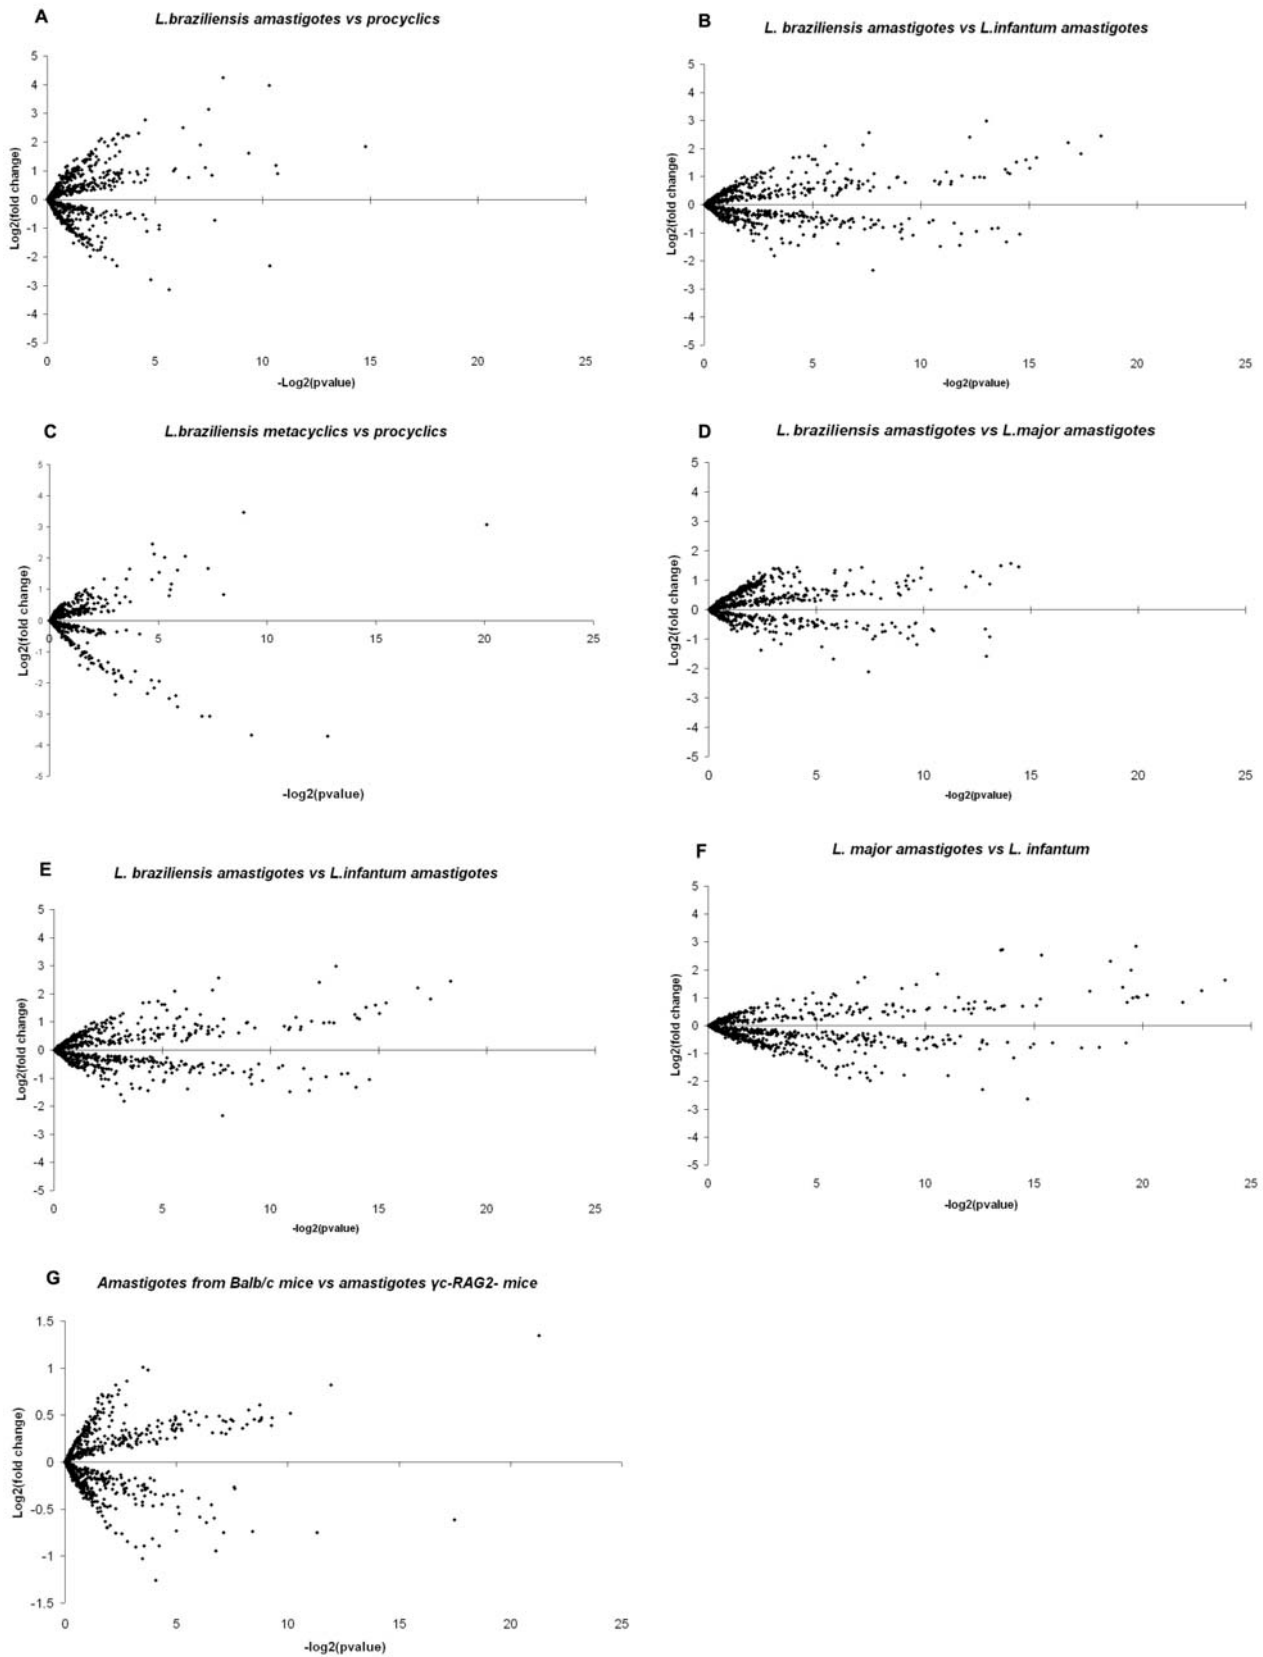 A
L.braziliensis amastigotes vs procyclics
5
4
3
2
1
0
-1
-2
-3
-4
-5
0 5 10 15 20 25
Log2(fold change)
-Log2(pvalue)
B
L. braziliensis amastigotes vs L.infantum amastigotes
5
4
3
2
1
0
-1
-2
-3
-4
-5
0 5 10 15 20 25
Log2(fold change)
-log2(pvalue)
C
L.braziliensis metacyclics vs procyclics
5
4
3
2
1
0
-1
-2
-3
-4
-5
0 5 10 15 20 25
Log2(fold change)
-log2(pvalue)
D
L. braziliensis amastigotes vs L.major amastigotes
5
4
3
2
1
0
-1
-2
-3
-4
-5
0 5 10 15 20 25
Log2(fold change)
-log2(pvalue)
E
L. braziliensis amastigotes vs L.infantum amastigotes
5
4
3
2
1
0
-1
-2
-3
-4
-5
0 5 10 15 20 25
Log2(fold change)
-log2(pvalue)
F
L. major amastigotes vs L. infantum
5
4
3
2
1
0
-1
-2
-3
-4
-5
0 5 10 15 20 25
Log2(fold change)
-log2(pvalue)
G
Amastigotes from Balb/c mice vs amastigotes γc-RAG2- mice
1.5
1
0.5
0
-0.5
-1
-1.5
0 5 10 15 20 25
Log2(fold change)
-log2(pvalue)